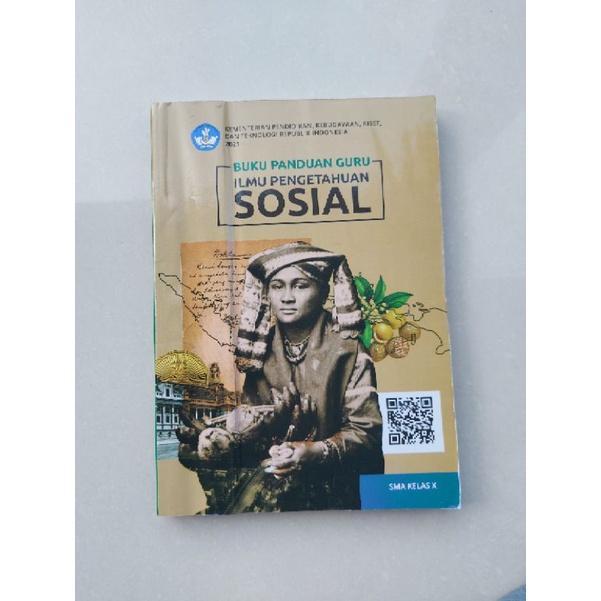 KEMENTERIAN PENDIDIKAN, KEBUDAYAAN, RISET,
DAN TEKNOLOGI REPUBLIK INDONESIA
2021
BUKU PANDUAN GURU
ILMU PENGETAHUAN
SOSIAL
SMA KELAS X